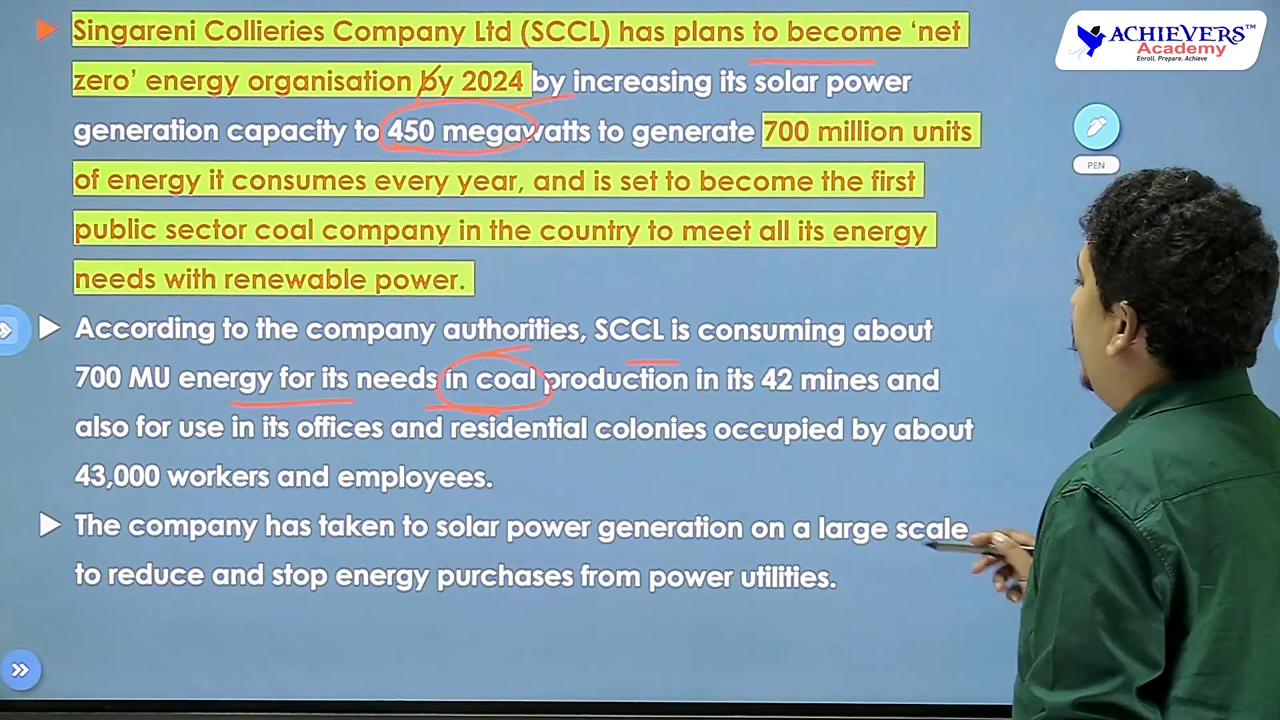 Singareni Collieries Company Ltd (SCCL) has plans to become ‘net
zero’ energy organisation by 2024 by increasing its solar power
generation capacity to 450 megawatts to generate 700 million units
of energy it consumes every year, and is set to become the first
public sector coal company in the country to meet all its energy
needs with renewable power.
According to the company authorities, SCCL is consuming about
700 MU energy for its needs in coal production in its 42 mines and
also for use in its offices and residential colonies occupied by about
43,000 workers and employees.
The company has taken to solar power generation on a large scale
to reduce and stop energy purchases from power utilities.
ACHIEVERS™
Academy
Enroll. Prepare. Achieve
PEN